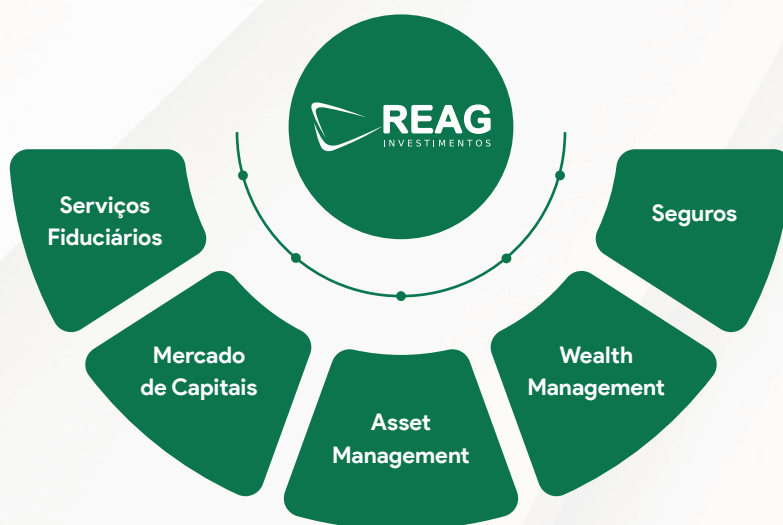 REAG
INVESTIMENTOS
Serviços
Fiduciários
Mercado
de Capitais
Asset
Management
Wealth
Management
Seguros